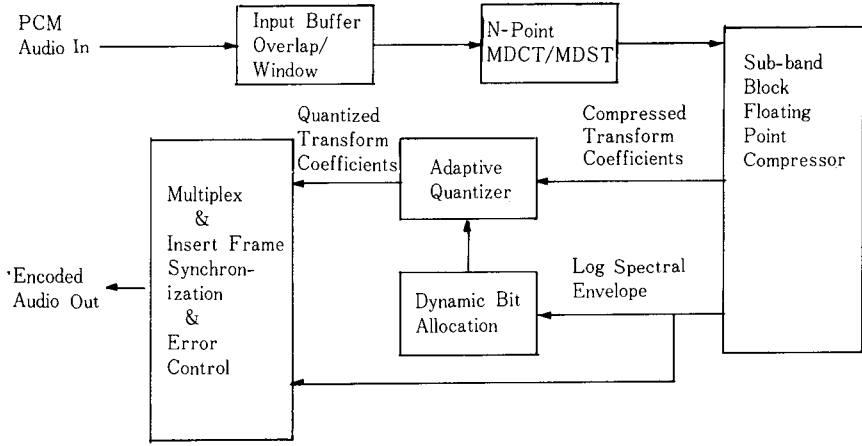 PCM
Audio In
Input Buffer
Overlap/
Window
N-Point
MDCT/MDST
Sub-band
Block
Floating
Point
Compressor
Quantized
Transform
Coefficients
Compressed
Transform
Coefficients
Adaptive
Quantizer
Multiplex
&
Insert Frame
Synchron-
ization
&
Error
Control
Encoded
Audio Out
Dynamic Bit
Allocation
Log Spectral
Envelope